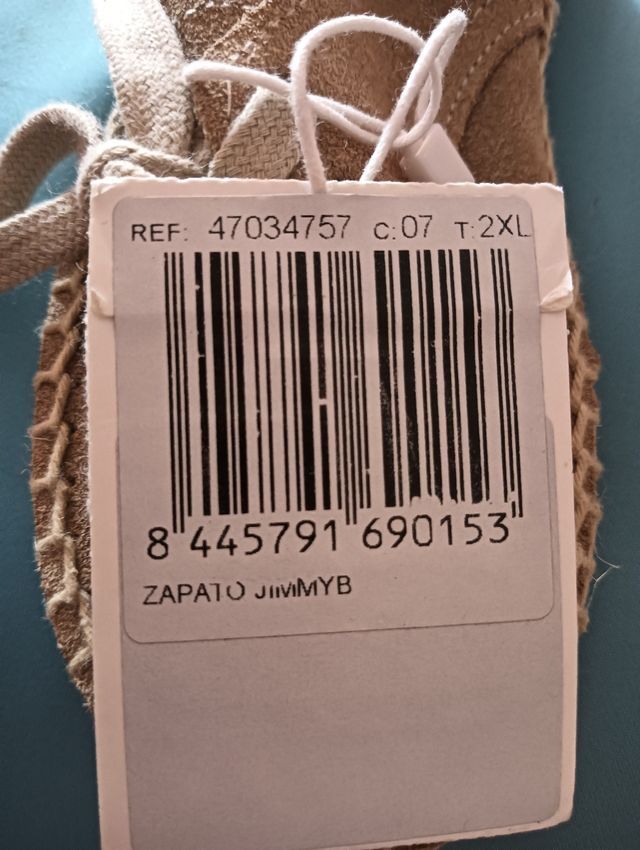 REF: 47034757 C:07 T:2XL
8 445791 690153
ZAPATO JIMMYB